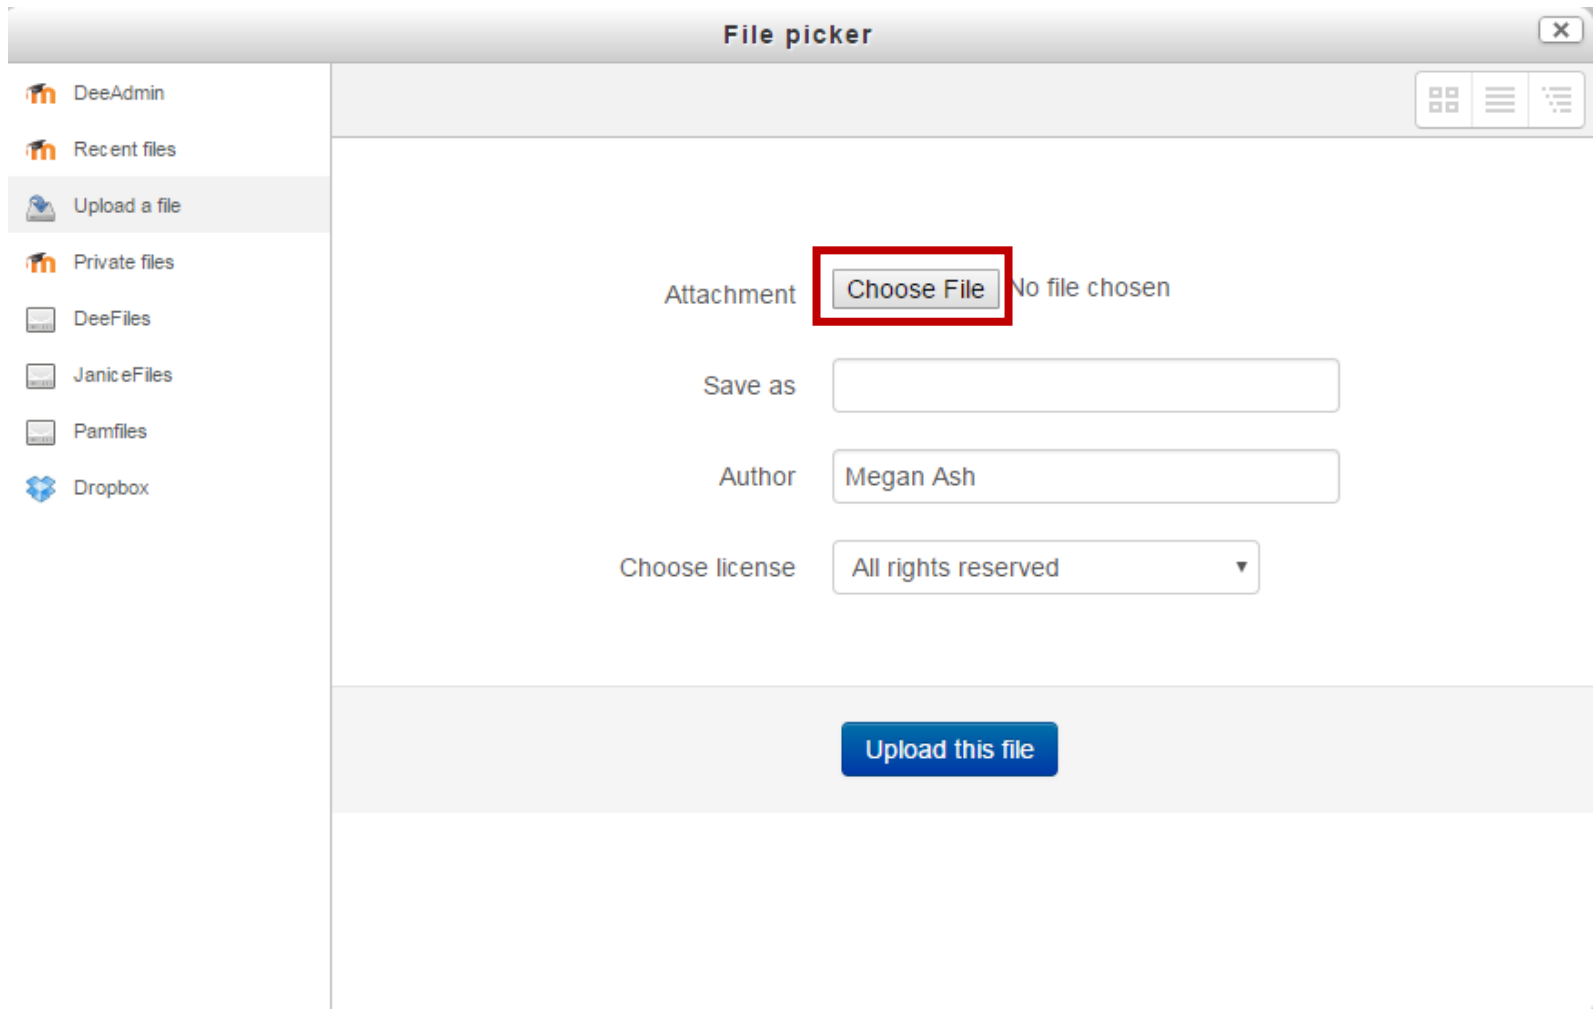 File picker
DeeAdmin
Recent files
Upload a file
Private files
DeeFiles
JaniceFiles
Pamfiles
Dropbox
Attachment Choose File No file chosen
Save as
Author Megan Ash
Choose license All rights reserved
Upload this file